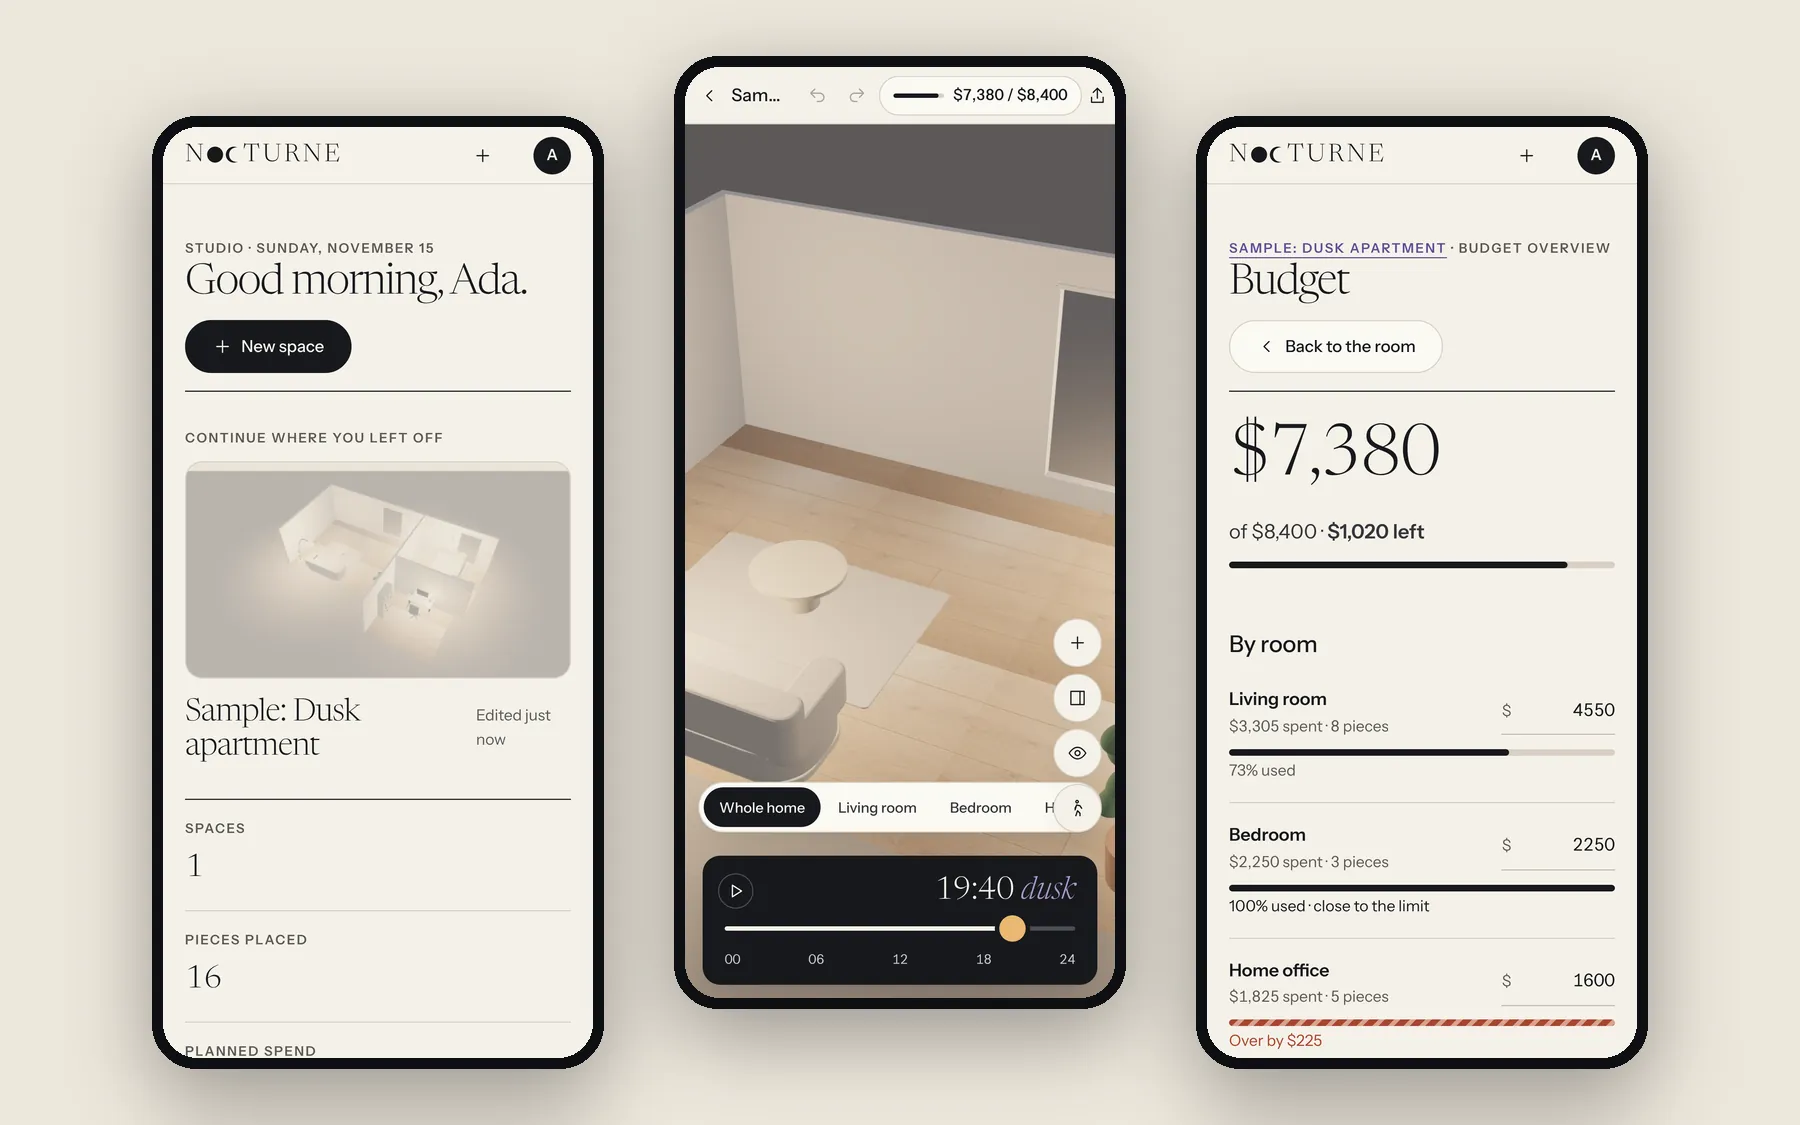 NOCTURNE
A
STUDIO · SUNDAY, NOVEMBER 15
Good morning, Ada.
New space
CONTINUE WHERE YOU LEFT OFF
Sample: Dusk
apartment
Edited just
now
SPACES
1
PIECES PLACED
16
PLANNED SPEND
Sam...
$7,380 / $8,400
Whole home
Living room
Bedroom
H
19:40 dusk
00
06
12
18
24
NOCTURNE
A
SAMPLE: DUSK APARTMENT · BUDGET OVERVIEW
Budget
Back to the room
$7,380
of $8,400 · $1,020 left
By room
Living room
$3,305 spent · 8 pieces
$ 4550
73% used
Bedroom
$2,250 spent · 3 pieces
$ 2250
100% used · close to the limit
Home office
$1,825 spent · 5 pieces
$ 1600
Over by $225